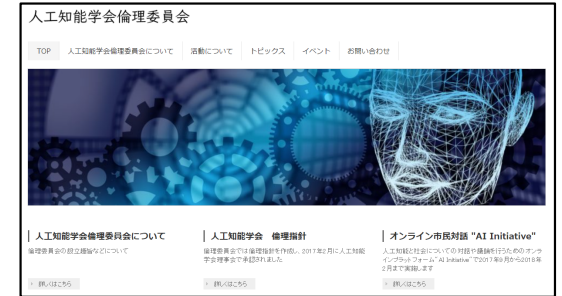 人工知能学会倫理委員会
TOP 人工知能学会倫理委員会について 活動について トピックス イベント お問い合わせ
人工知能学会倫理委員会について
倫理委員会の設立趣旨などについて
› 詳しくはこちら
人工知能学会 倫理指針
倫理委員会では倫理指針を作成し、2017年2月に人工知能
学会理事会で承認されました
› 詳しくはこちら
オンライン市民対話 "AI Initiative"
人工知能と社会についての対話や議論を行うためのオンラ
インプラットフォーム"AI Initiative"で2017年9月から2018年
2月まで実施します
› 詳しくはこちら